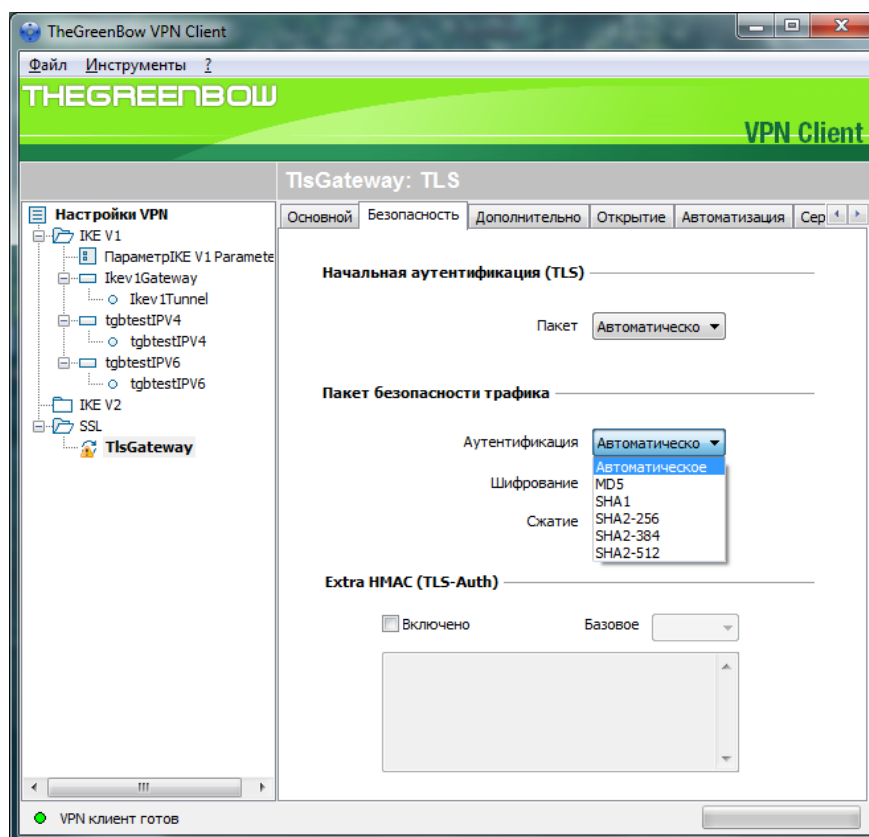 TheGreenBow VPN Client
Файл Инструменты ?
THEGREENBOW
VPN Client
TlsGateway: TLS
Настройки VPN
IKE V1
ПараметрIKE V1 Paramete
Ikev1Gateway
Ikev1Tunnel
tgbtestIPV4
tgbtestIPV4
tgbtestIPV6
tgbtestIPV6
IKE V2
SSL
TlsGateway
Основной Безопасность Дополнительно Открытие Автоматизация Сер
Начальная аутентификация (TLS)
Пакет Автоматическо
Пакет безопасности трафика
Аутентификация Автоматическо
Автоматическое
MD5
SHA1
SHA2-256
SHA2-384
SHA2-512
Шифрование
Сжатие
Extra HMAC (TLS-Auth)
Включено Базовое
VPN клиент готов